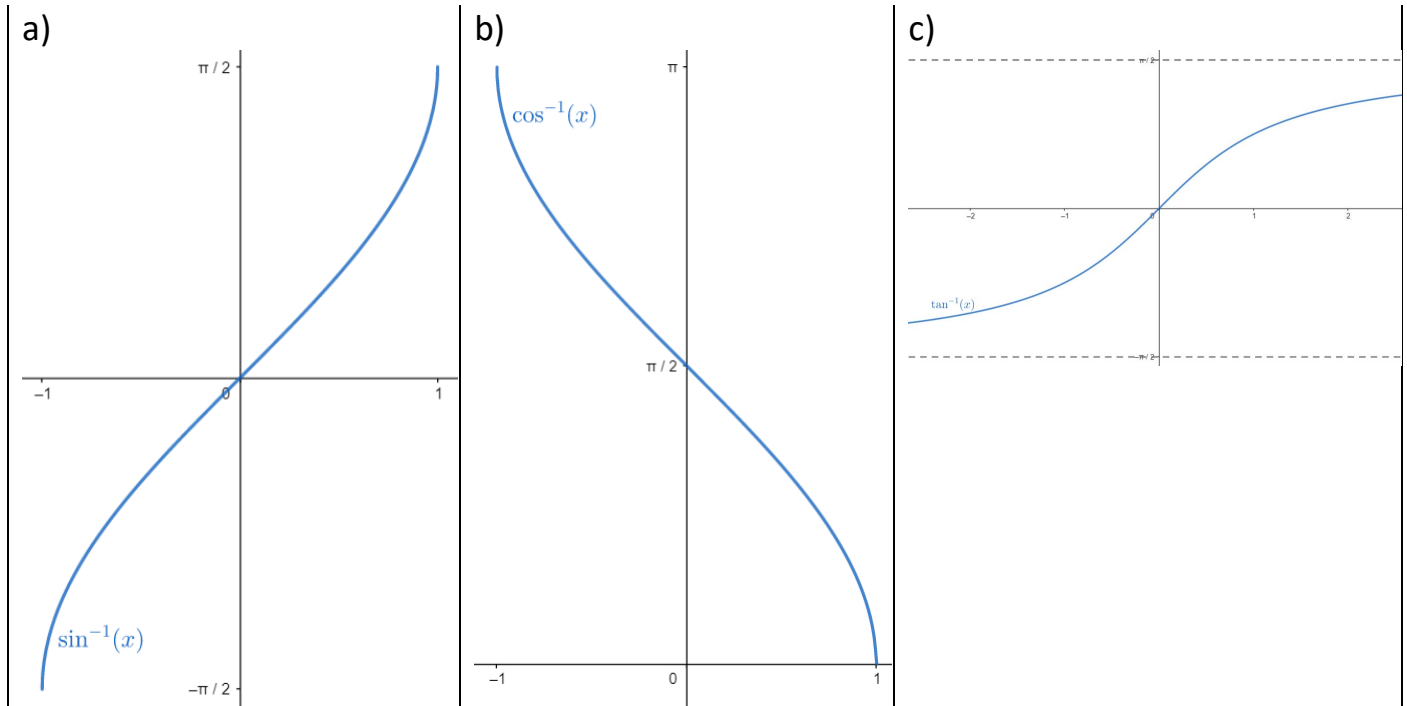 a)
π / 2
–1
0
1
sin⁻¹(x)
–π / 2
b)
π
cos⁻¹(x)
π / 2
–1
0
1
c)
π / 2
–2
–1
0
1
2
tan⁻¹(x)
–π / 2